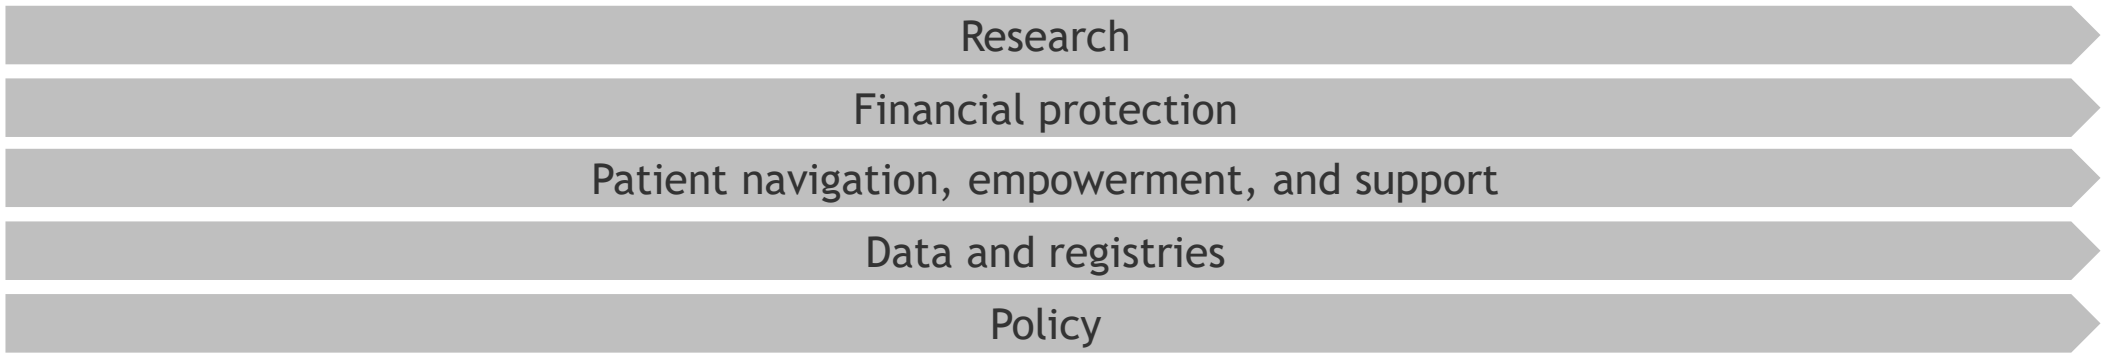 Research
Financial protection
Patient navigation, empowerment, and support
Data and registries
Policy